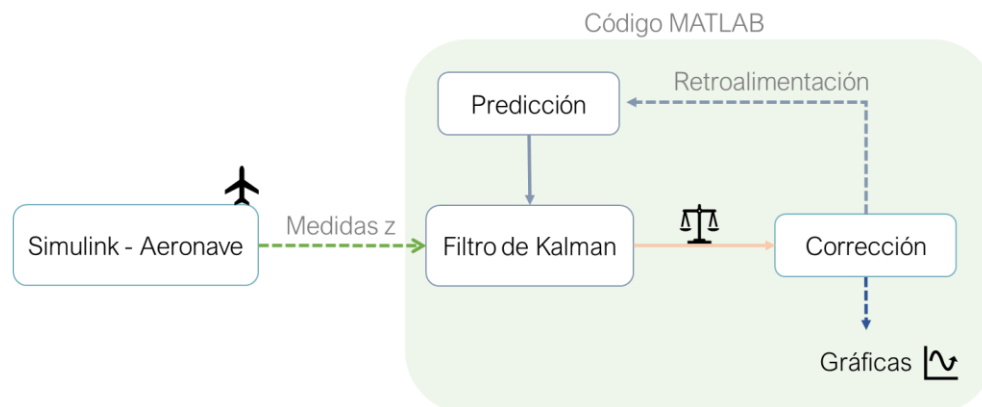 Código MATLAB
Retroalimentación
Predicción
Medidas z
Simulink - Aeronave
Filtro de Kalman
Corrección
Gráficas